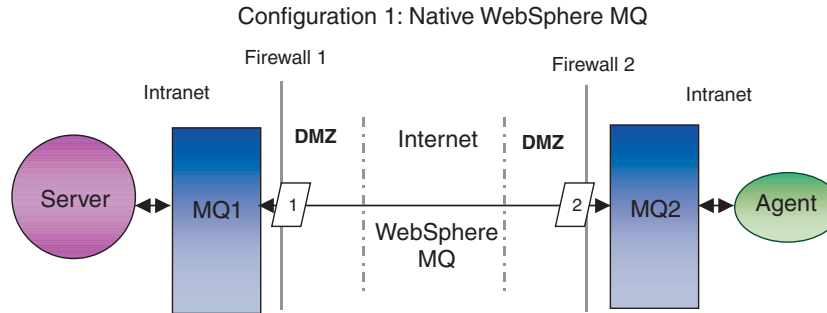 Configuration 1: Native WebSphere MQ
Firewall 1
Firewall 2
Intranet
Intranet
DMZ
Internet
DMZ
Server
MQ1
1
2
MQ2
Agent
WebSphere
MQ